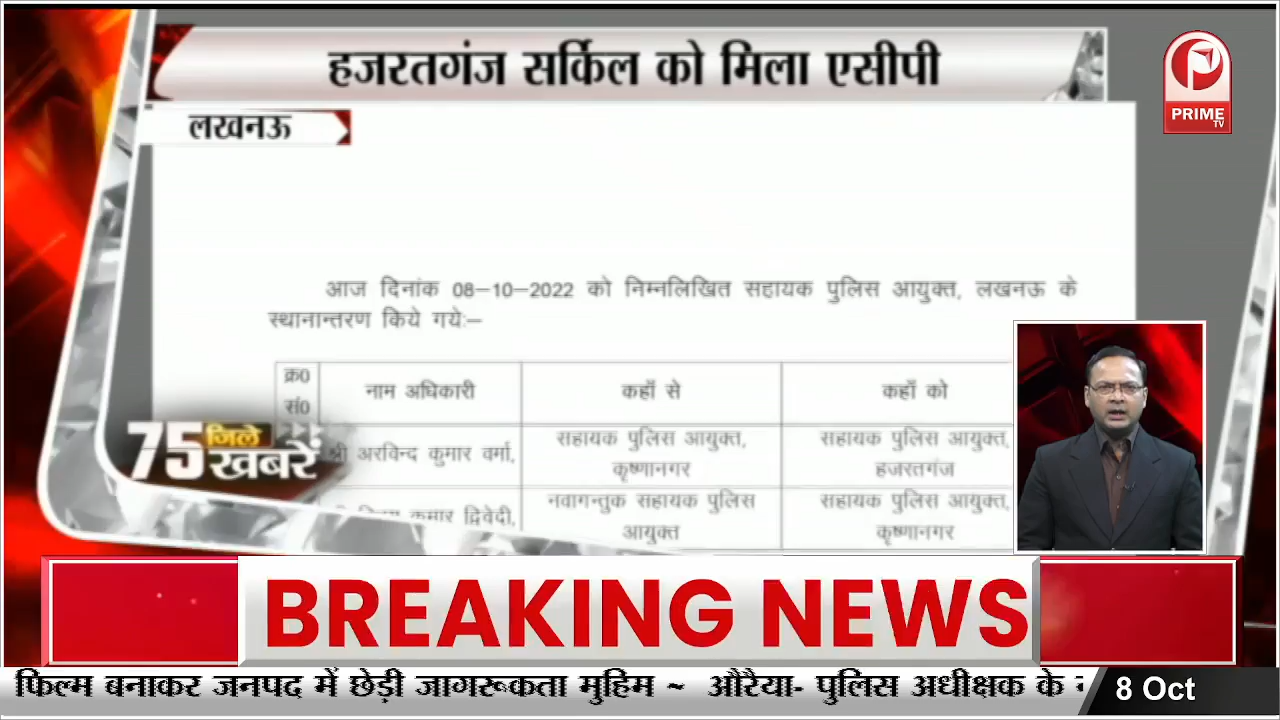 हजरतगंज सर्किल को मिला एसीपी
PRIME
TV
लखनऊ
आज दिनांक 08–10–2022 को निम्नलिखित सहायक पुलिस आयुक्त, लखनऊ के
स्थानान्तरण किये गये:–
क्र0 सं0
नाम अधिकारी
कहाँ से
कहाँ को
श्री अरविन्द कुमार वर्मा,
सहायक पुलिस आयुक्त,
कृष्णानगर
सहायक पुलिस आयुक्त,
हजरतगंज
कुमार द्विवेदी,
नवागन्तुक सहायक पुलिस
आयुक्त
सहायक पुलिस आयुक्त,
कृष्णानगर
75 जिले
खबरें
BREAKING NEWS
फिल्म बनाकर जनपद में छेड़ी जागरूकता मुहिम ~ औरैया- पुलिस अधीक्षक के
8 Oct